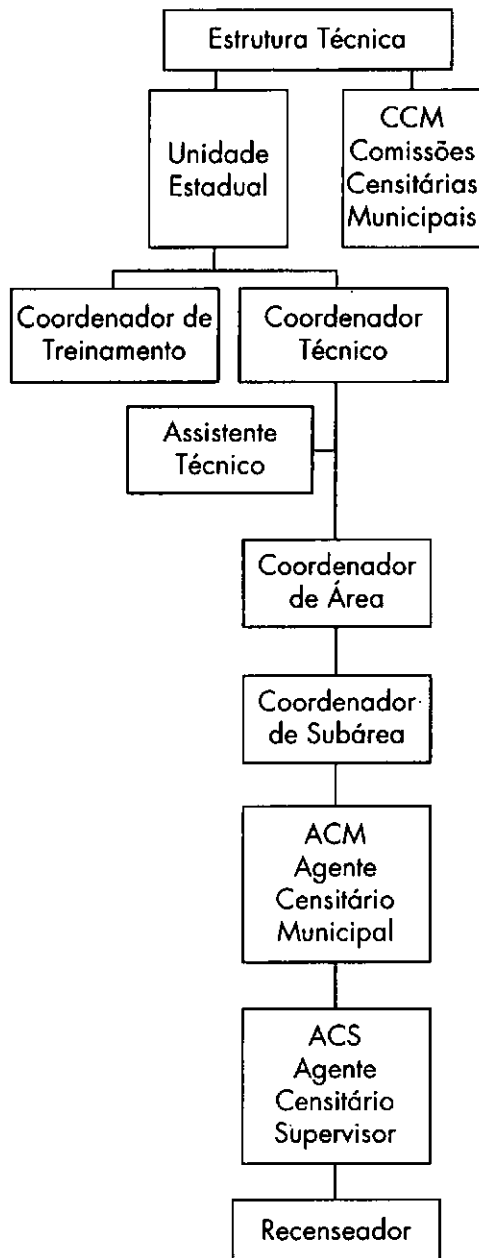 Estrutura Técnica
Unidade
Estadual
CCM
Comissões
Censitárias
Municipais
Coordenador de
Treinamento
Coordenador
Técnico
Assistente
Técnico
Coordenador
de Área
Coordenador
de Subárea
ACM
Agente
Censitário
Municipal
ACS
Agente
Censitário
Supervisor
Recenseador